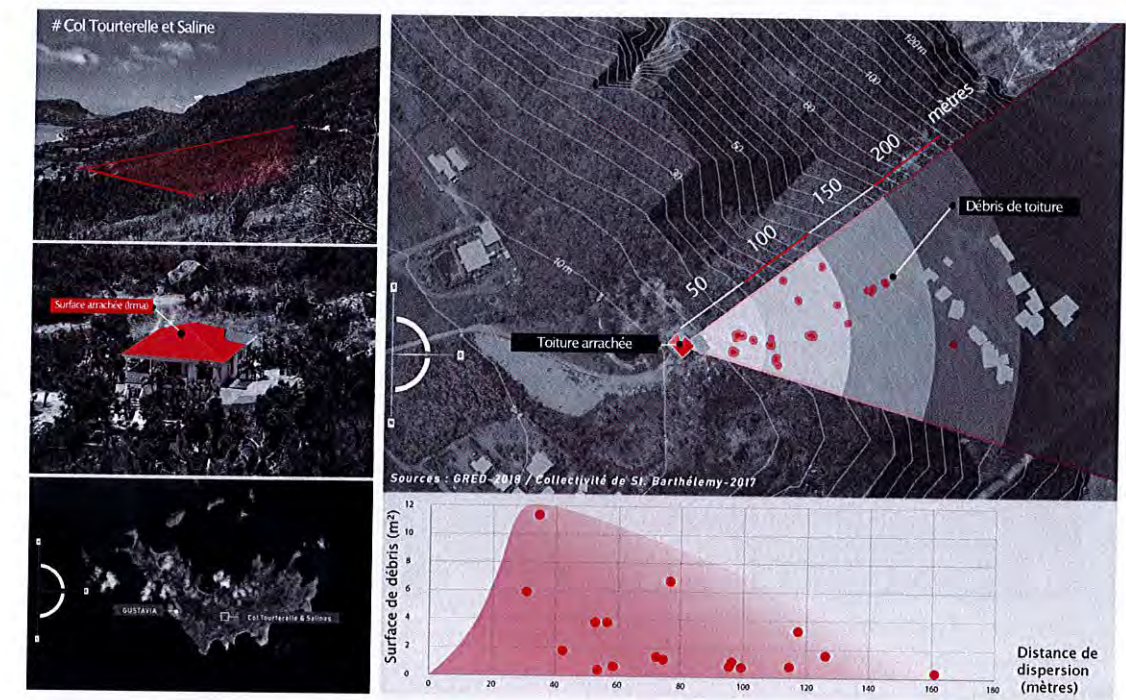 # Col Tourterelle et Saline
Surface arrachée (Irma)
GUSTAVIA
Col Tourterelle & Salines
120m
100
80
50
10m
50
100
150
200
mètres
Débris de toiture
Toiture arrachée
Sources : GRED-2018 / Collectivité de St. Barthélemy-2017
Surface de débris (m²)
12
10
8
6
4
2
0
0
20
40
60
80
100
120
140
160
180
Distance de
dispersion
(mètres)